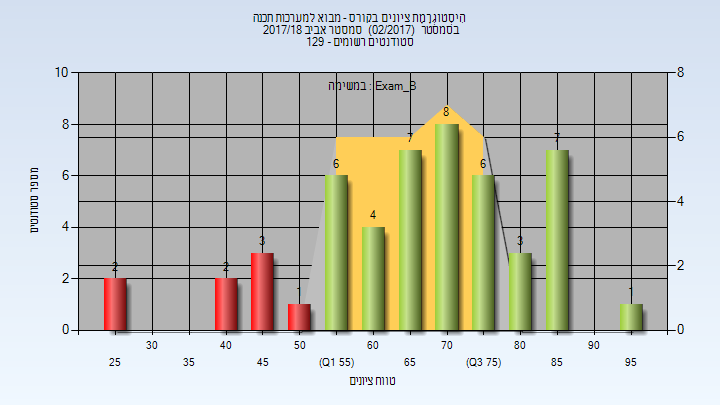 היסטוגרמת ציונים בקורס - מבוא למערכות תכנה
בסמסטר (02/2017) סמסטר אביב 2017/18
סטודנטים רשומים - 129
במשימה : Exam_B
10 8 6 4 2 0
מספר סטודנטים
8 6 4 2 0
2 2 3 1 6 4 7 8 6 3 7 1
30 40 50 60 70 80 90
25 35 45 (Q1 55) 65 (Q3 75) 85 95
טווח ציונים